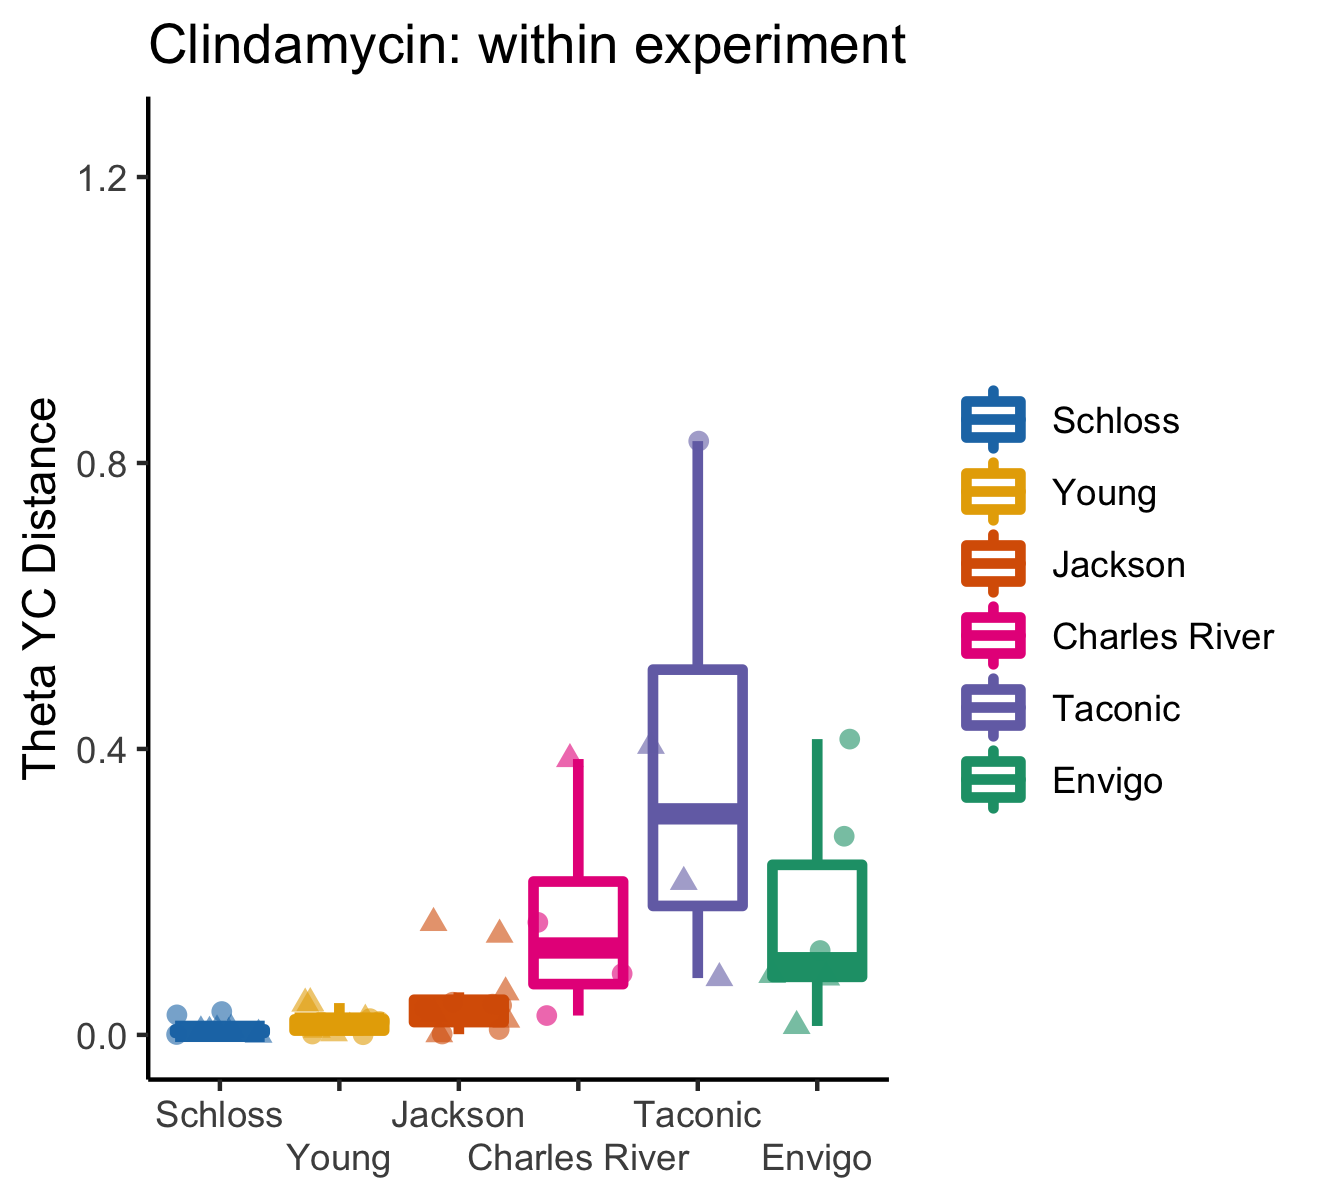 Clindamycin: within experiment
Theta YC Distance
1.2
0.8
0.4
0.0
Schloss
Young
Jackson
Charles River
Taconic
Envigo
Schloss
Young
Jackson
Charles River
Taconic
Envigo